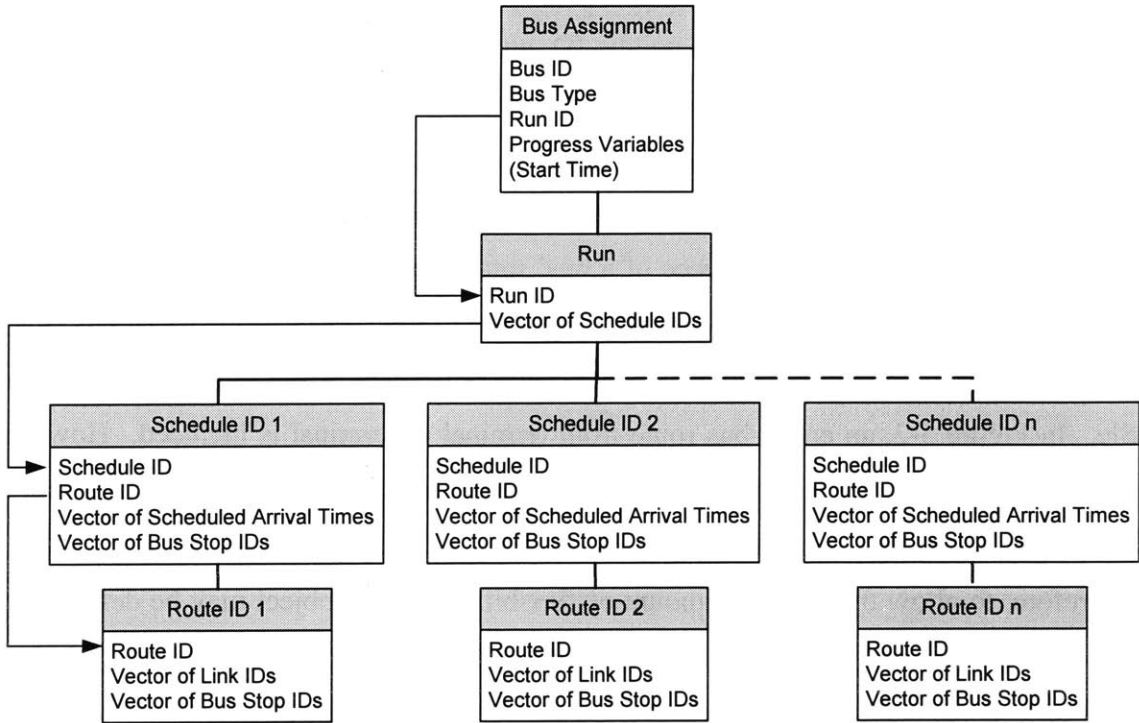 Bus Assignment
Bus ID
Bus Type
Run ID
Progress Variables
(Start Time)
Run
Run ID
Vector of Schedule IDs
Schedule ID 1
Schedule ID
Route ID
Vector of Scheduled Arrival Times
Vector of Bus Stop IDs
Schedule ID 2
Schedule ID
Route ID
Vector of Scheduled Arrival Times
Vector of Bus Stop IDs
Schedule ID n
Schedule ID
Route ID
Vector of Scheduled Arrival Times
Vector of Bus Stop IDs
Route ID 1
Route ID
Vector of Link IDs
Vector of Bus Stop IDs
Route ID 2
Route ID
Vector of Link IDs
Vector of Bus Stop IDs
Route ID n
Route ID
Vector of Link IDs
Vector of Bus Stop IDs